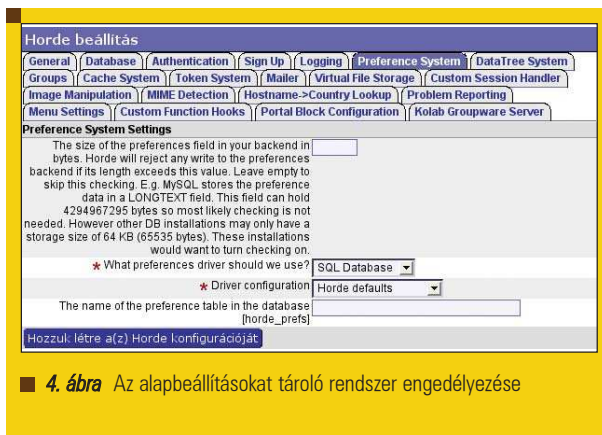 Horde beállítás
General Database Authentication Sign Up Logging Preference System DataTree System
Groups Cache System Token System Mailer Virtual File Storage Custom Session Handler
Image Manipulation MIME Detection Hostname->Country Lookup Problem Reporting
Menu Settings Custom Function Hooks Portal Block Configuration Kolab Groupware Server
Preference System Settings
The size of the preferences field in your backend in
bytes. Horde will reject any write to the preferences
backend if its length exceeds this value. Leave empty to
skip this checking. E.g. MySQL stores the preference
data in a LONGTEXT field. This field can hold
4294967295 bytes so most likely checking is not
needed. However other DB installations may only have a
storage size of 64 KB (65535 bytes). These installations
would want to turn checking on.
* What preferences driver should we use? SQL Database
* Driver configuration Horde defaults
The name of the preference table in the database
[horde_prefs]
Hozzuk létre a(z) Horde konfigurációját
4. ábra Az alapbeállításokat tároló rendszer engedélyezése